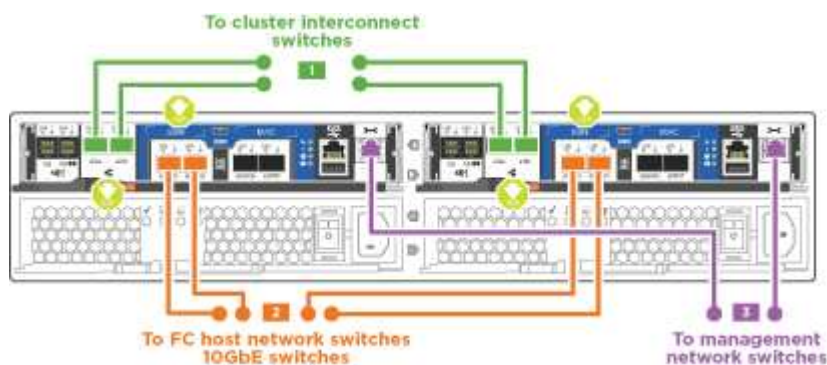 To cluster interconnect
switches
1
2
3
To FC host network switches
10GbE switches
To management
network switches